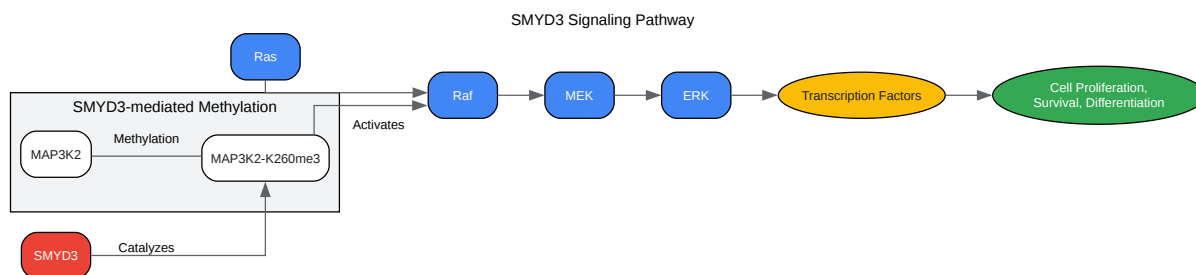 SMYD3 Signaling Pathway
Ras
SMYD3-mediated Methylation
MAP3K2
Methylation
MAP3K2-K260me3
Activates
Raf
MEK
ERK
Transcription Factors
Cell Proliferation,
Survival, Differentiation
SMYD3
Catalyzes